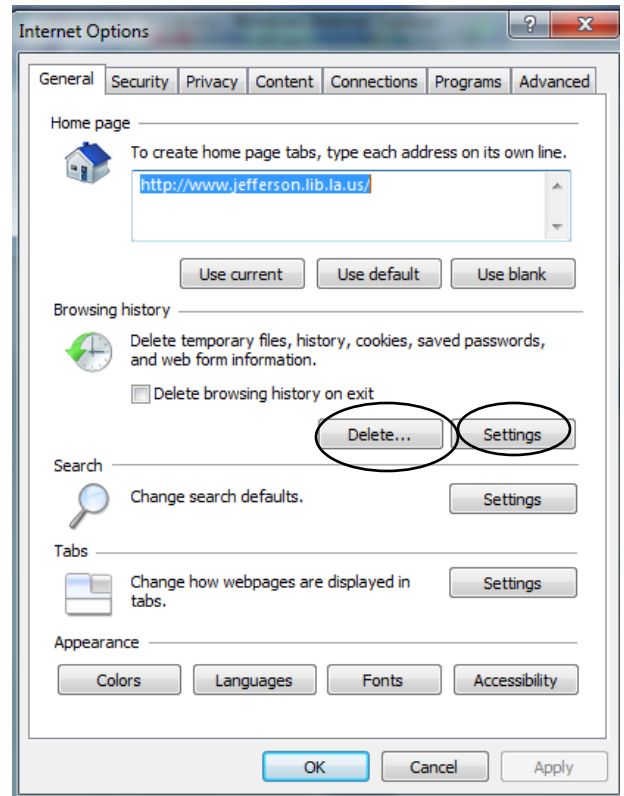 Internet Options
? X
General Security Privacy Content Connections Programs Advanced
Home page
To create home page tabs, type each address on its own line.
http://www.jefferson.lib.la.us/
Use current Use default Use blank
Browsing history
Delete temporary files, history, cookies, saved passwords,
and web form information.
Delete browsing history on exit
Delete... Settings
Search
Change search defaults. Settings
Tabs
Change how webpages are displayed in Settings
tabs.
Appearance
Colors Languages Fonts Accessibility
OK Cancel Apply